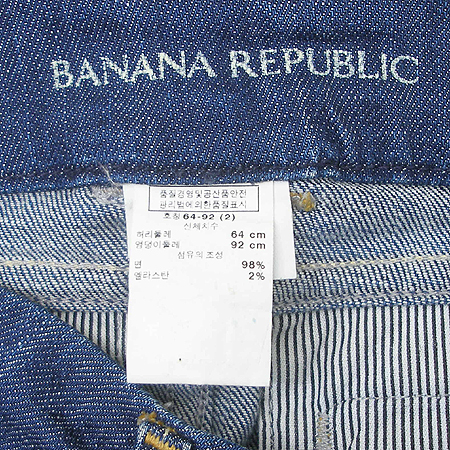 BANANA REPUBLIC
품질경영및공산품안전
관리법에의한품질표시
호칭 64-92 (2)
신체치수
허리둘레 64 cm
엉덩이둘레 92 cm
섬유의 조성
면 98%
엘라스탄 2%